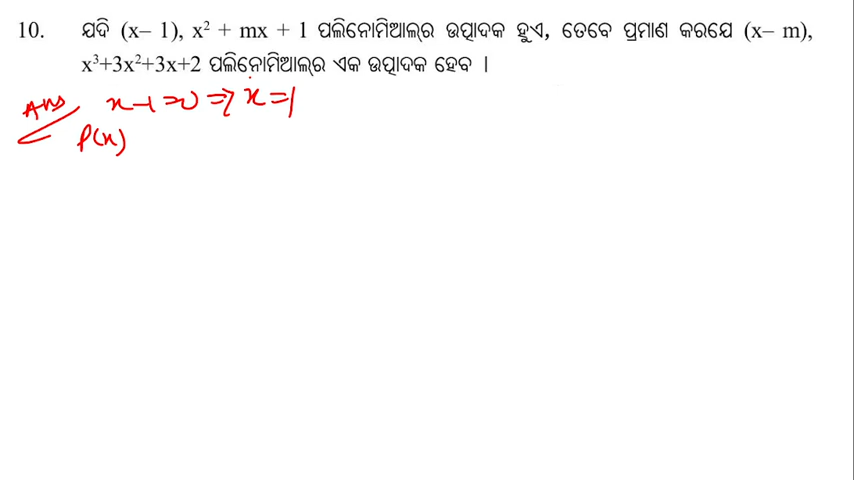 10. ଯଦି (x– 1), x² + mx + 1 ପଲିନୋମିଆଲ୍‌ର ଉତ୍ପାଦକ ହୁଏ, ତେବେ ପ୍ରମାଣ କରଯେ (x– m),
x³+3x²+3x+2 ପଲିନୋମିଆଲ୍‌ର ଏକ ଉତ୍ପାଦକ ହେବ ।
Ans x-1=0 => x=1
P(x)